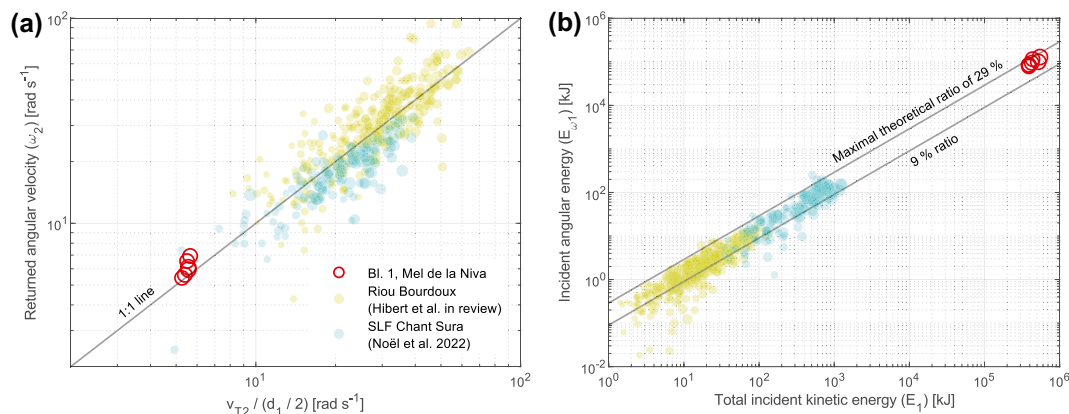 (a)
10²
10¹
Returned angular velocity (ω₂) [rad s⁻¹]
1:1 line
Bl. 1, Mel de la Niva
Riou Bourdoux
(Hibert et al. in review)
SLF Chant Sura
(Noël et al. 2022)
10¹
10²
v_T2 / (d₁ / 2) [rad s⁻¹]
(b)
10⁶
10⁴
10²
10⁰
10⁻²
Incident angular energy (E_ω1) [kJ]
Maximal theoretical ratio of 29 %
9 % ratio
10⁰
10¹
10²
10³
10⁴
10⁵
10⁶
Total incident kinetic energy (E₁) [kJ]